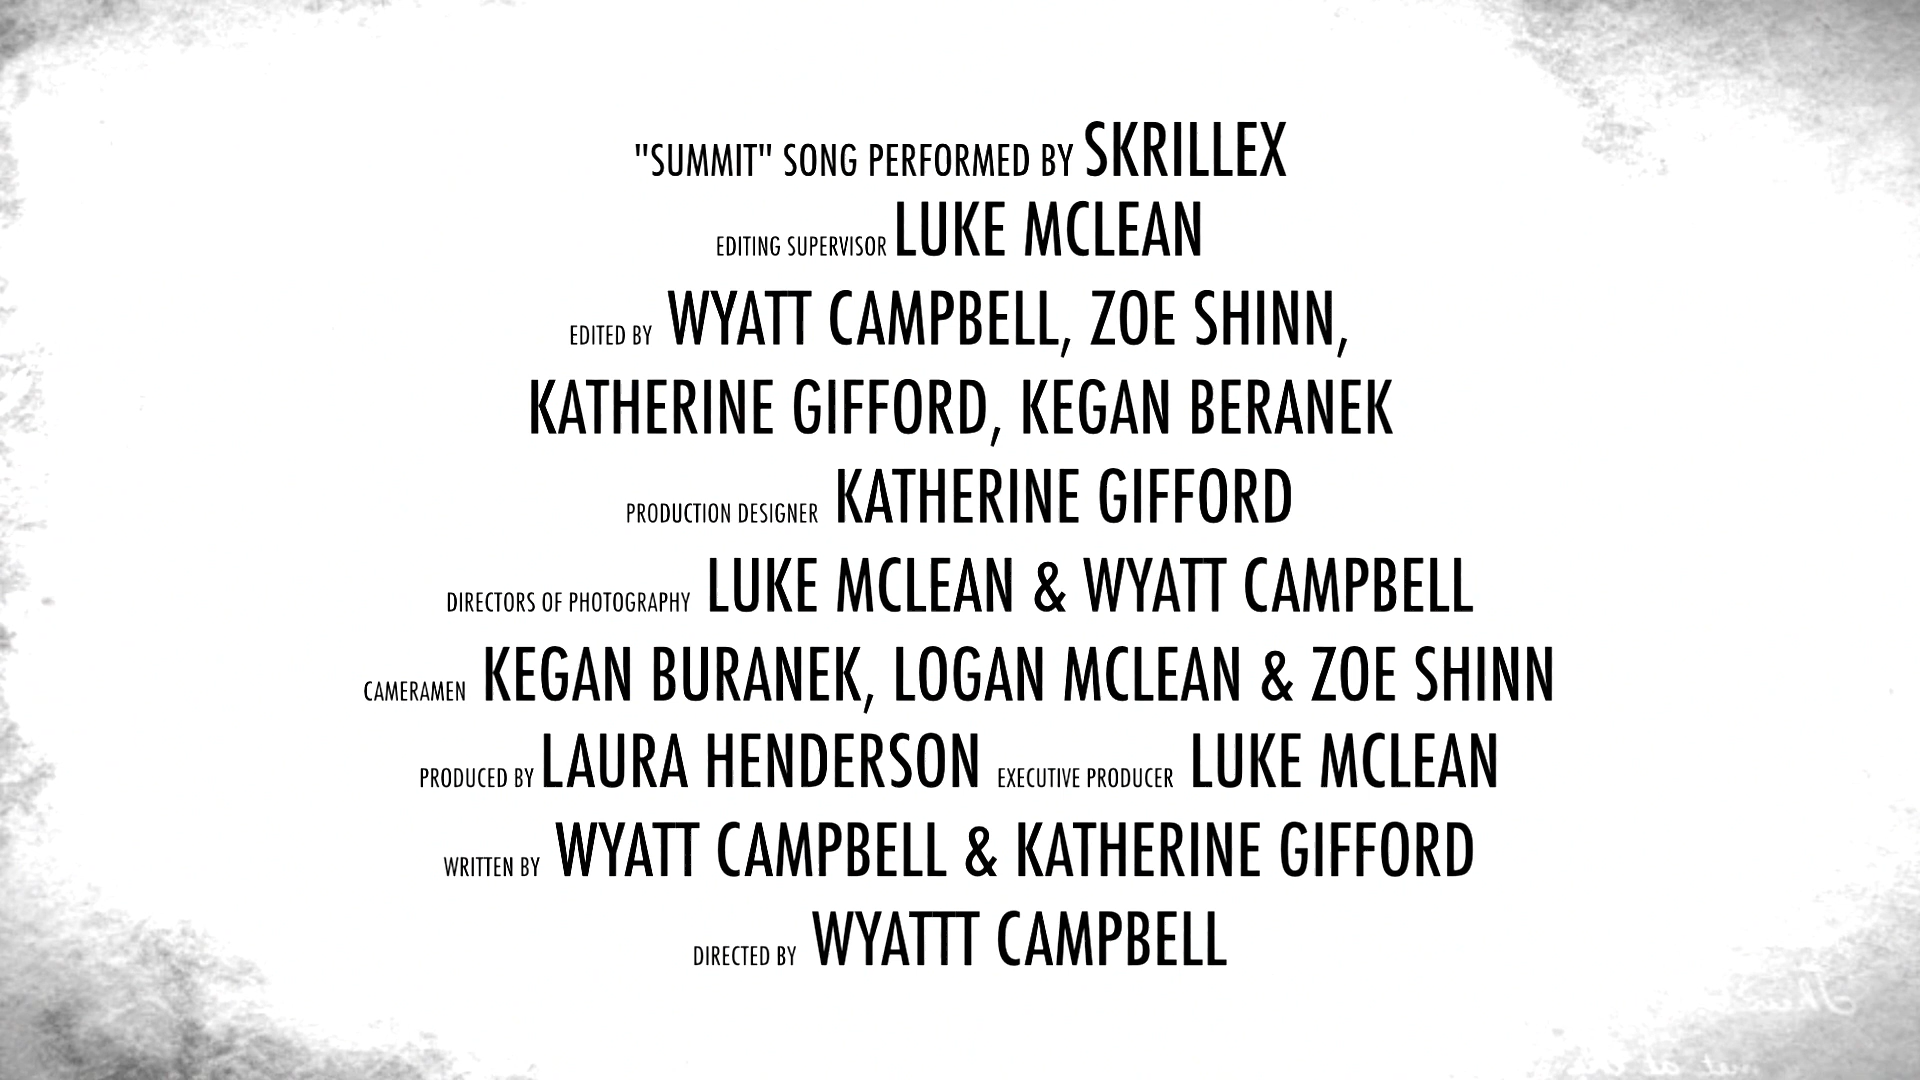 "SUMMIT" SONG PERFORMED BY SKRILLEX
EDITING SUPERVISOR LUKE MCLEAN
EDITED BY WYATT CAMPBELL, ZOE SHINN,
KATHERINE GIFFORD, KEGAN BERANEK
PRODUCTION DESIGNER KATHERINE GIFFORD
DIRECTORS OF PHOTOGRAPHY LUKE MCLEAN & WYATT CAMPBELL
CAMERAMEN KEGAN BURANEK, LOGAN MCLEAN & ZOE SHINN
PRODUCED BY LAURA HENDERSON EXECUTIVE PRODUCER LUKE MCLEAN
WRITTEN BY WYATT CAMPBELL & KATHERINE GIFFORD
DIRECTED BY WYATTT CAMPBELL